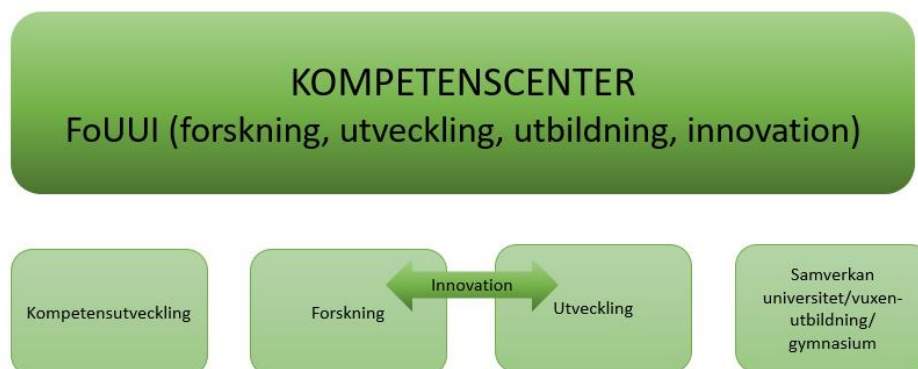 KOMPETENSCENTER
FoUUI (forskning, utveckling, utbildning, innovation)
Kompetensutveckling
Forskning
Innovation
Utveckling
Samverkan
universitet/vuxen-
utbildning/
gymnasium